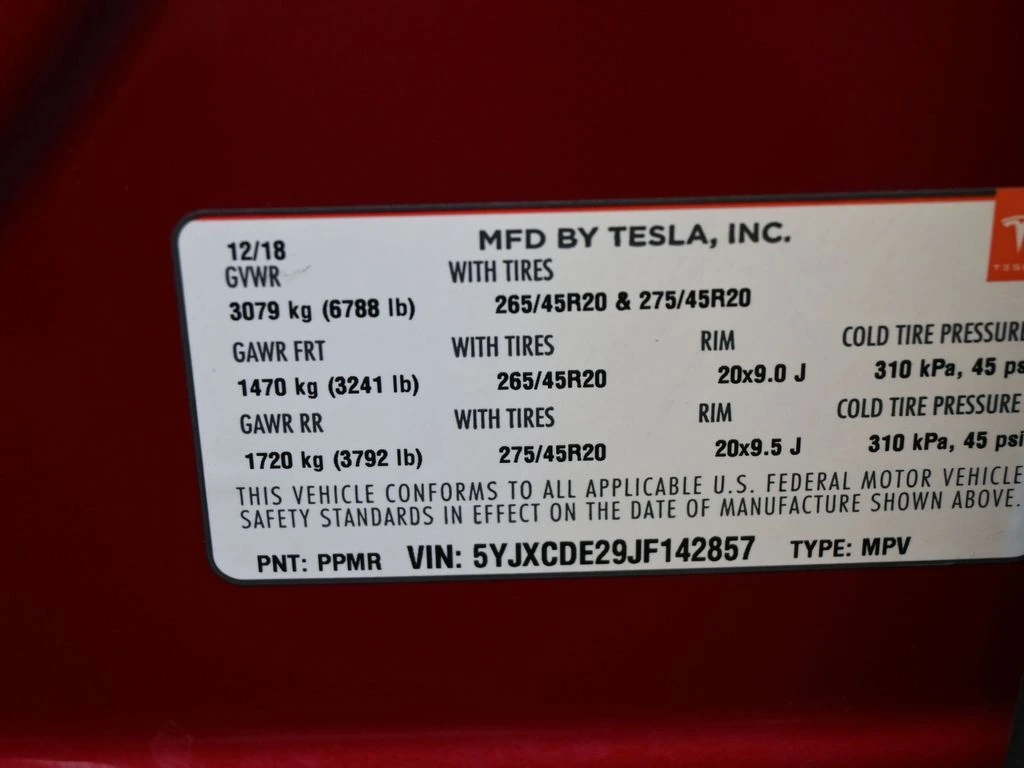 12/18 MFD BY TESLA, INC.
GVWR WITH TIRES
3079 kg (6788 lb) 265/45R20 & 275/45R20
GAWR FRT WITH TIRES RIM COLD TIRE PRESSURE
1470 kg (3241 lb) 265/45R20 20x9.0 J 310 kPa, 45 ps
GAWR RR WITH TIRES RIM COLD TIRE PRESSURE
1720 kg (3792 lb) 275/45R20 20x9.5 J 310 kPa, 45 psi
THIS VEHICLE CONFORMS TO ALL APPLICABLE U.S. FEDERAL MOTOR VEHICLE
SAFETY STANDARDS IN EFFECT ON THE DATE OF MANUFACTURE SHOWN ABOVE.
PNT: PPMR VIN: 5YJXCDE29JF142857 TYPE: MPV